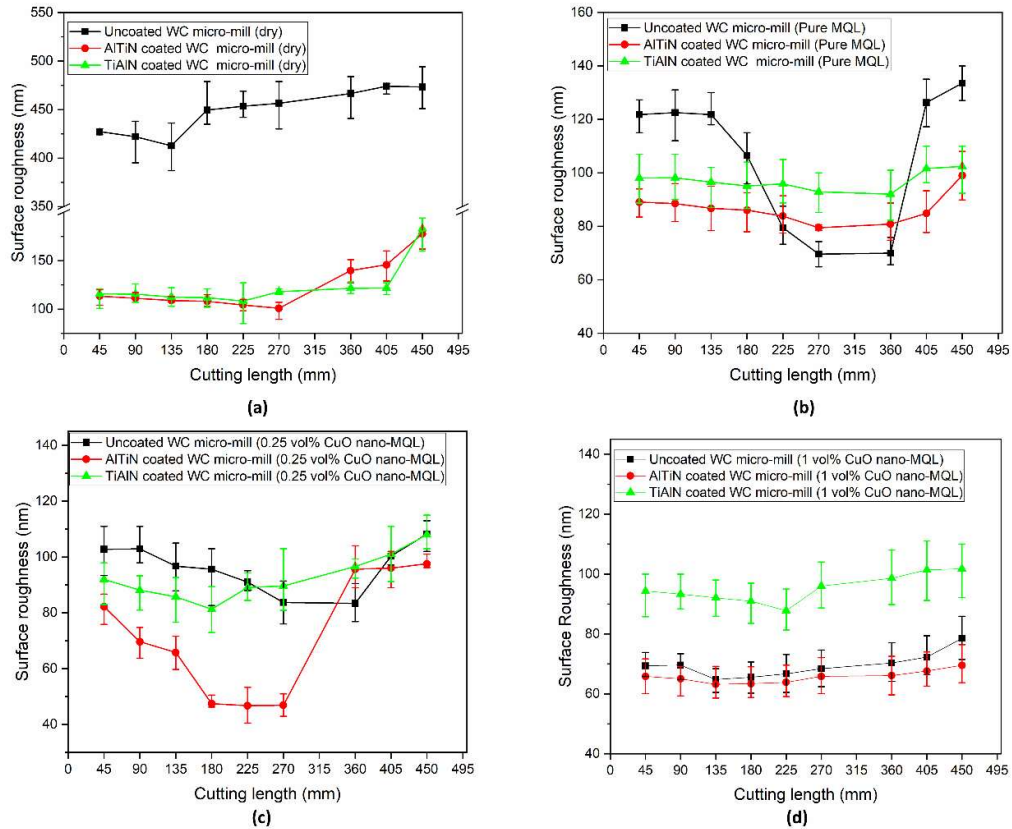 Uncoated WC micro-mill (dry)
AlTiN coated WC  micro-mill (dry)
TiAlN coated WC  micro-mill (dry)
Surface roughness (nm)
550
500
450
400
350
150
100
0 45 90 135 180 225 270 315 360 405 450 495
Cutting length (mm)
(a)
Uncoated WC micro-mill (Pure MQL)
AlTiN coated WC micro-mill (Pure MQL)
TiAlN coated WC micro-mill (Pure MQL)
Surface roughness (nm)
160
140
120
100
80
60
40
0 45 90 135 180 225 270 315 360 405 450 495
Cutting length (mm)
(b)
Uncoated WC micro-mill (0.25 vol% CuO nano-MQL)
AlTiN coated WC micro-mill (0.25 vol% CuO nano-MQL)
TiAlN coated WC micro-mill (0.25 vol% CuO nano-MQL)
Surface roughness (nm)
140
120
100
80
60
40
0 45 90 135 180 225 270 315 360 405 450 495
Cutting length (mm)
(c)
Uncoated WC micro-mill (1 vol% CuO nano-MQL)
AlTiN coated WC micro-mill (1 vol% CuO nano-MQL)
TiAlN coated WC micro-mill (1 vol% CuO nano-MQL)
Surface Roughness (nm)
140
120
100
80
60
40
0 45 90 135 180 225 270 315 360 405 450 495
Cutting length (mm)
(d)